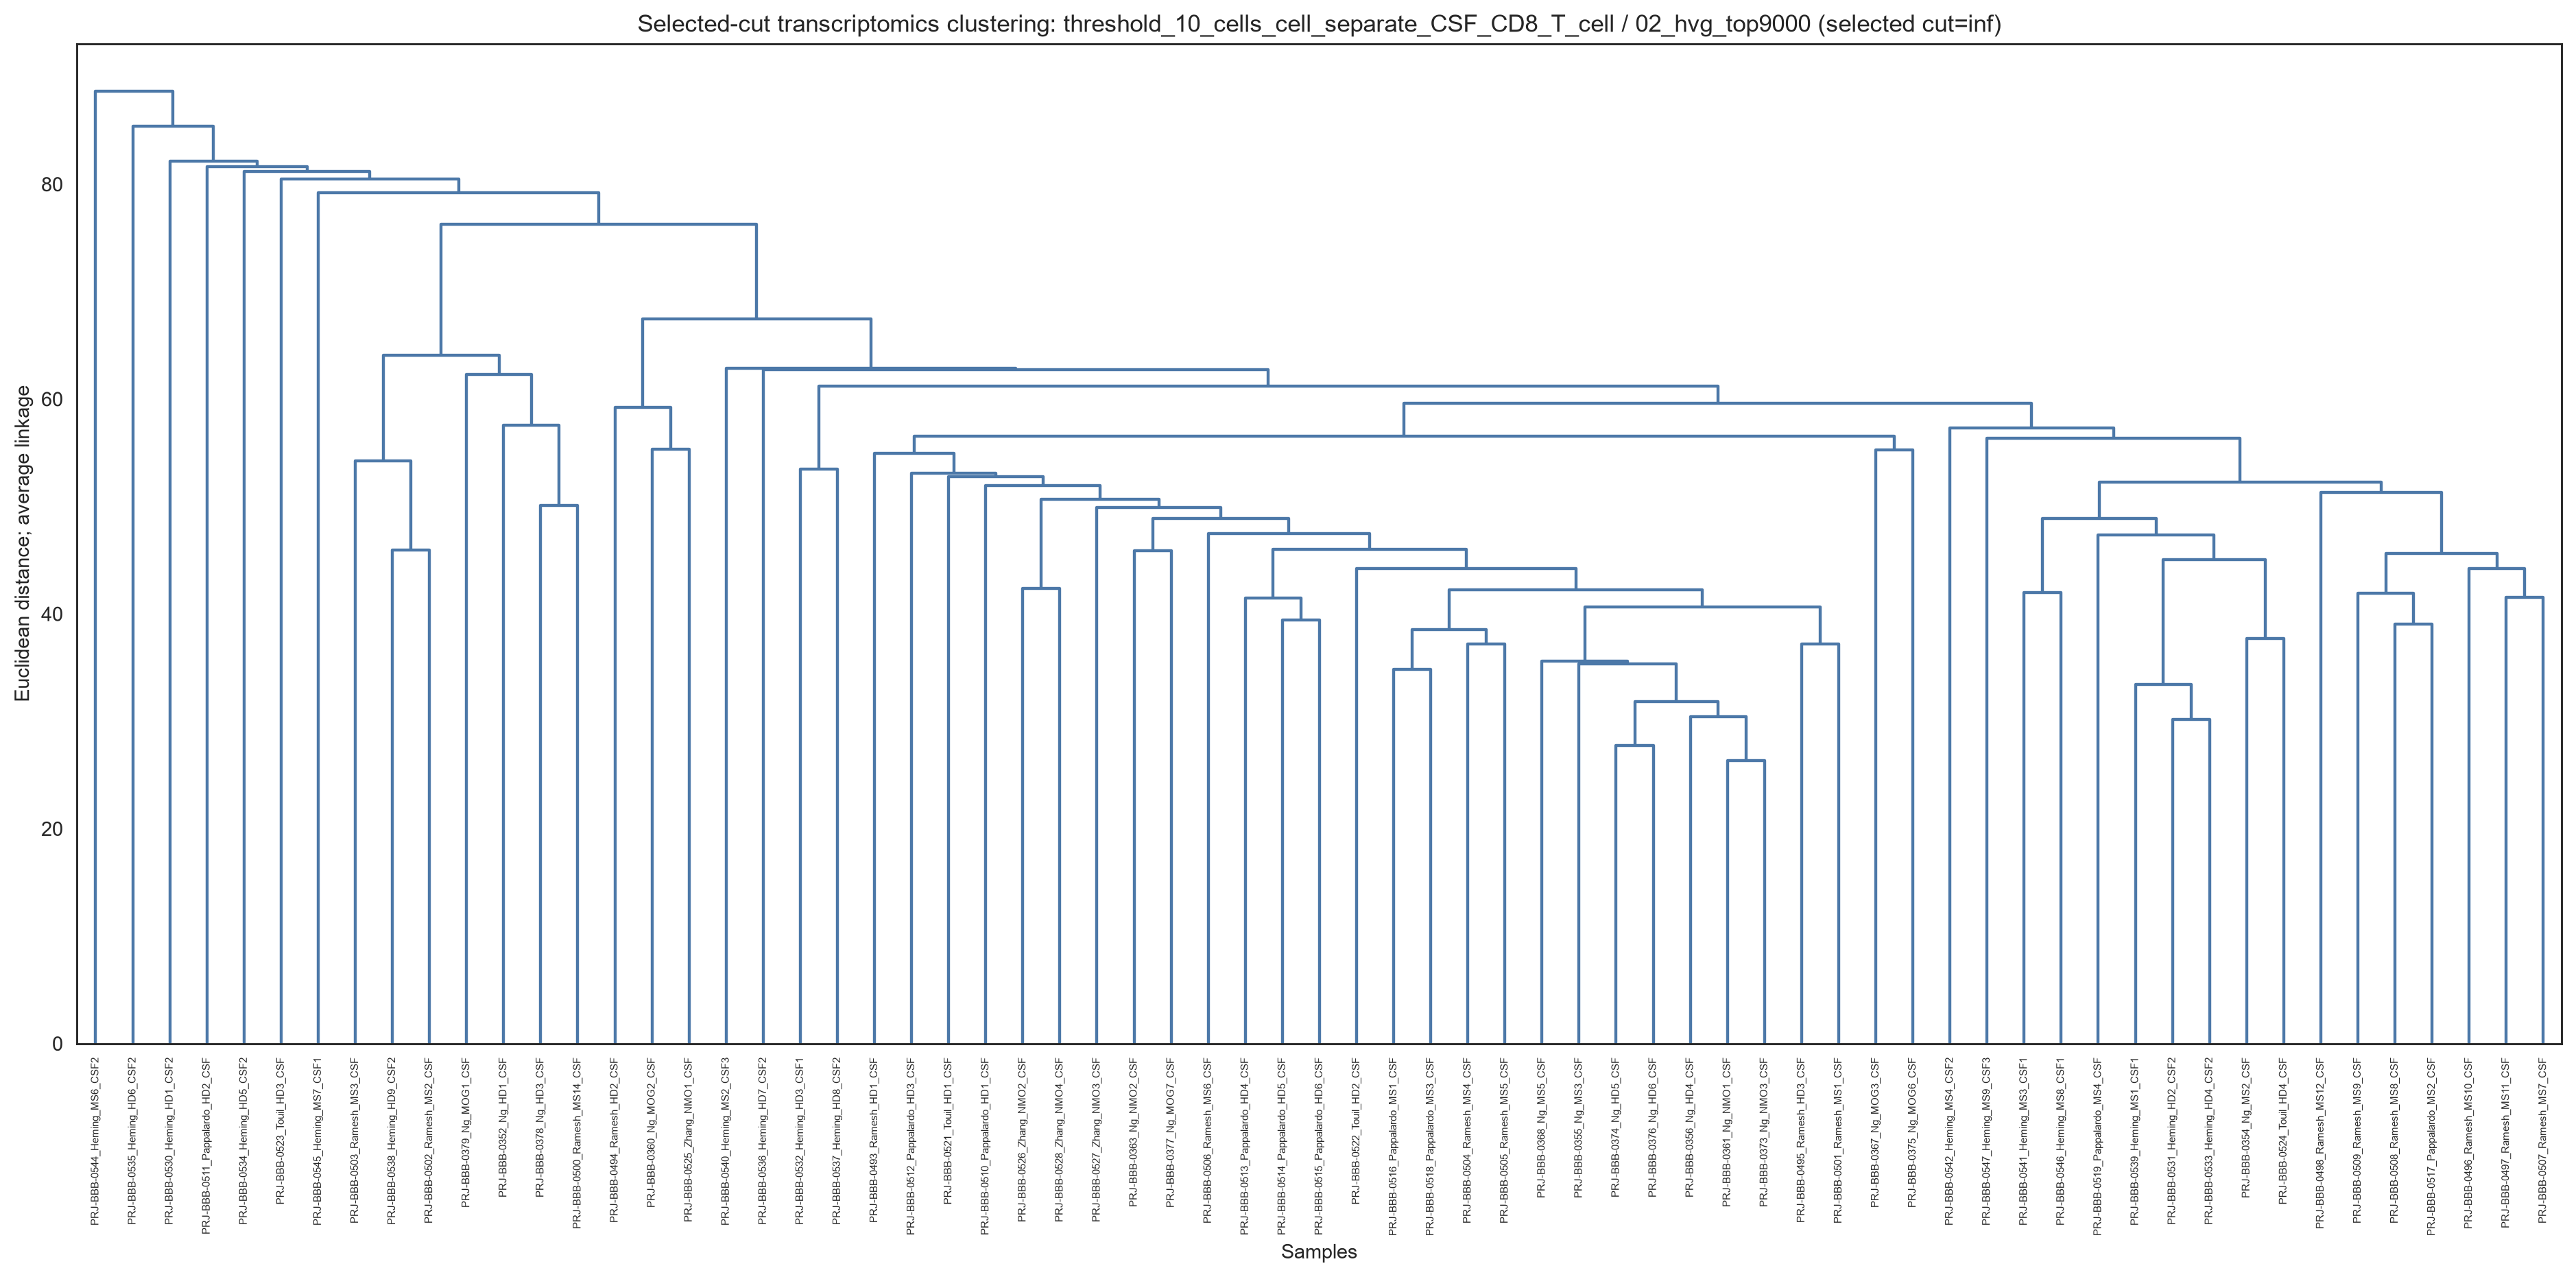 Selected-cut transcriptomics clustering: threshold_10_cells_cell_separate_CSF_CD8_T_cell / 02_hvg_top9000 (selected cut=inf)
Euclidean distance; average linkage
80
60
40
20
0
PRJ-BBB-0544_Heming_MS6_CSF2
PRJ-BBB-0535_Heming_HD6_CSF2
PRJ-BBB-0530_Heming_HD1_CSF2
PRJ-BBB-0511_Pappalardo_HD2_CSF
PRJ-BBB-0534_Heming_HD5_CSF2
PRJ-BBB-0523_Touil_HD3_CSF
PRJ-BBB-0545_Heming_MS7_CSF1
PRJ-BBB-0503_Ramesh_MS3_CSF
PRJ-BBB-0538_Heming_HD9_CSF2
PRJ-BBB-0502_Ramesh_MS2_CSF
PRJ-BBB-0379_Ng_MOG1_CSF
PRJ-BBB-0352_Ng_HD1_CSF
PRJ-BBB-0378_Ng_HD3_CSF
PRJ-BBB-0500_Ramesh_MS14_CSF
PRJ-BBB-0494_Ramesh_HD2_CSF
PRJ-BBB-0360_Ng_MOG2_CSF
PRJ-BBB-0525_Zhang_NMO1_CSF
PRJ-BBB-0540_Heming_MS2_CSF3
PRJ-BBB-0536_Heming_HD7_CSF2
PRJ-BBB-0532_Heming_HD3_CSF1
PRJ-BBB-0537_Heming_HD8_CSF2
PRJ-BBB-0493_Ramesh_HD1_CSF
PRJ-BBB-0512_Pappalardo_HD3_CSF
PRJ-BBB-0521_Touil_HD1_CSF
PRJ-BBB-0510_Pappalardo_HD1_CSF
PRJ-BBB-0526_Zhang_NMO2_CSF
PRJ-BBB-0528_Zhang_NMO4_CSF
PRJ-BBB-0527_Zhang_NMO3_CSF
PRJ-BBB-0363_Ng_NMO2_CSF
PRJ-BBB-0377_Ng_MOG7_CSF
PRJ-BBB-0506_Ramesh_MS6_CSF
PRJ-BBB-0513_Pappalardo_HD4_CSF
PRJ-BBB-0514_Pappalardo_HD5_CSF
PRJ-BBB-0515_Pappalardo_HD6_CSF
PRJ-BBB-0522_Touil_HD2_CSF
PRJ-BBB-0516_Pappalardo_MS1_CSF
PRJ-BBB-0518_Pappalardo_MS3_CSF
PRJ-BBB-0504_Ramesh_MS4_CSF
PRJ-BBB-0505_Ramesh_MS5_CSF
PRJ-BBB-0368_Ng_MS5_CSF
PRJ-BBB-0355_Ng_MS3_CSF
PRJ-BBB-0374_Ng_HD5_CSF
PRJ-BBB-0376_Ng_HD6_CSF
PRJ-BBB-0356_Ng_HD4_CSF
PRJ-BBB-0361_Ng_NMO1_CSF
PRJ-BBB-0373_Ng_NMO3_CSF
PRJ-BBB-0495_Ramesh_HD3_CSF
PRJ-BBB-0501_Ramesh_MS1_CSF
PRJ-BBB-0367_Ng_MOG3_CSF
PRJ-BBB-0375_Ng_MOG6_CSF
PRJ-BBB-0542_Heming_MS4_CSF2
PRJ-BBB-0547_Heming_MS9_CSF3
PRJ-BBB-0541_Heming_MS3_CSF1
PRJ-BBB-0546_Heming_MS8_CSF1
PRJ-BBB-0519_Pappalardo_MS4_CSF
PRJ-BBB-0539_Heming_MS1_CSF1
PRJ-BBB-0531_Heming_HD2_CSF2
PRJ-BBB-0533_Heming_HD4_CSF2
PRJ-BBB-0354_Ng_MS2_CSF
PRJ-BBB-0524_Touil_HD4_CSF
PRJ-BBB-0498_Ramesh_MS12_CSF
PRJ-BBB-0509_Ramesh_MS9_CSF
PRJ-BBB-0508_Ramesh_MS8_CSF
PRJ-BBB-0517_Pappalardo_MS2_CSF
PRJ-BBB-0496_Ramesh_MS10_CSF
PRJ-BBB-0497_Ramesh_MS11_CSF
PRJ-BBB-0507_Ramesh_MS7_CSF
Samples